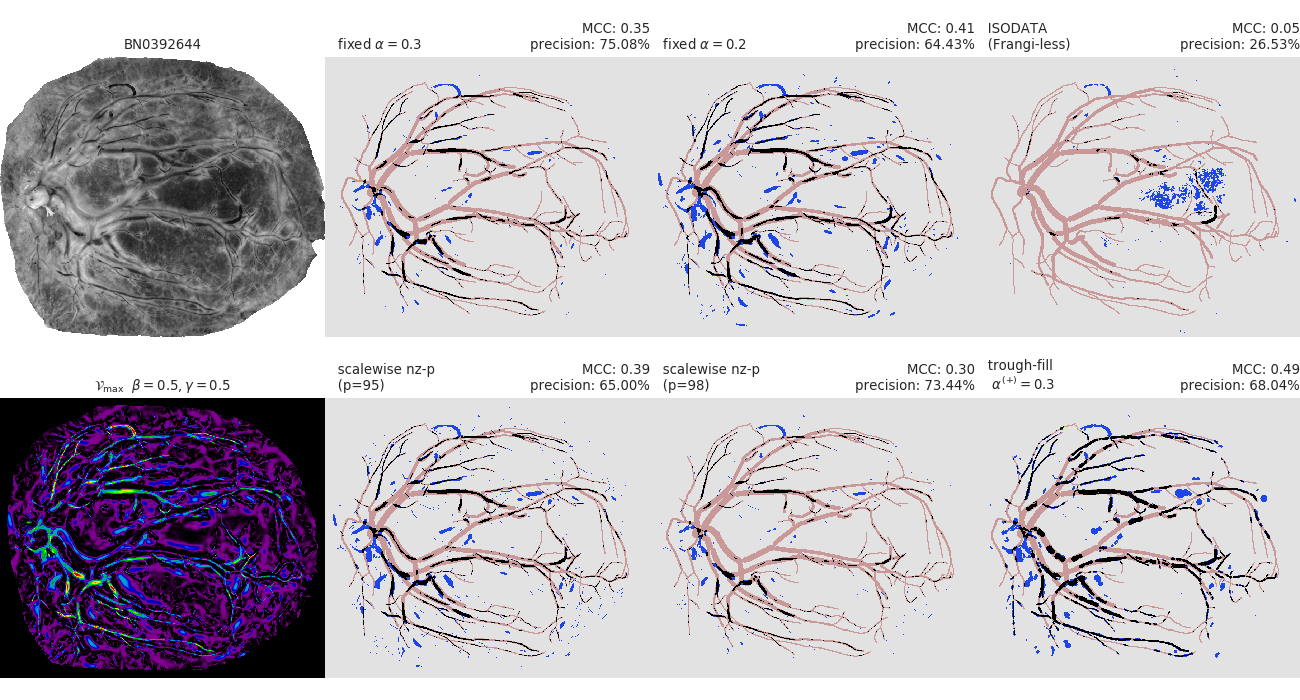 BN0392644
fixed α = 0.3
MCC: 0.35
precision: 75.08%
fixed α = 0.2
MCC: 0.41
precision: 64.43%
ISODATA
(Frangi-less)
MCC: 0.05
precision: 26.53%
𝒱max β = 0.5, γ = 0.5
scalewise nz-p
(p=95)
MCC: 0.39
precision: 65.00%
scalewise nz-p
(p=98)
MCC: 0.30
precision: 73.44%
trough-fill
α(+) = 0.3
MCC: 0.49
precision: 68.04%